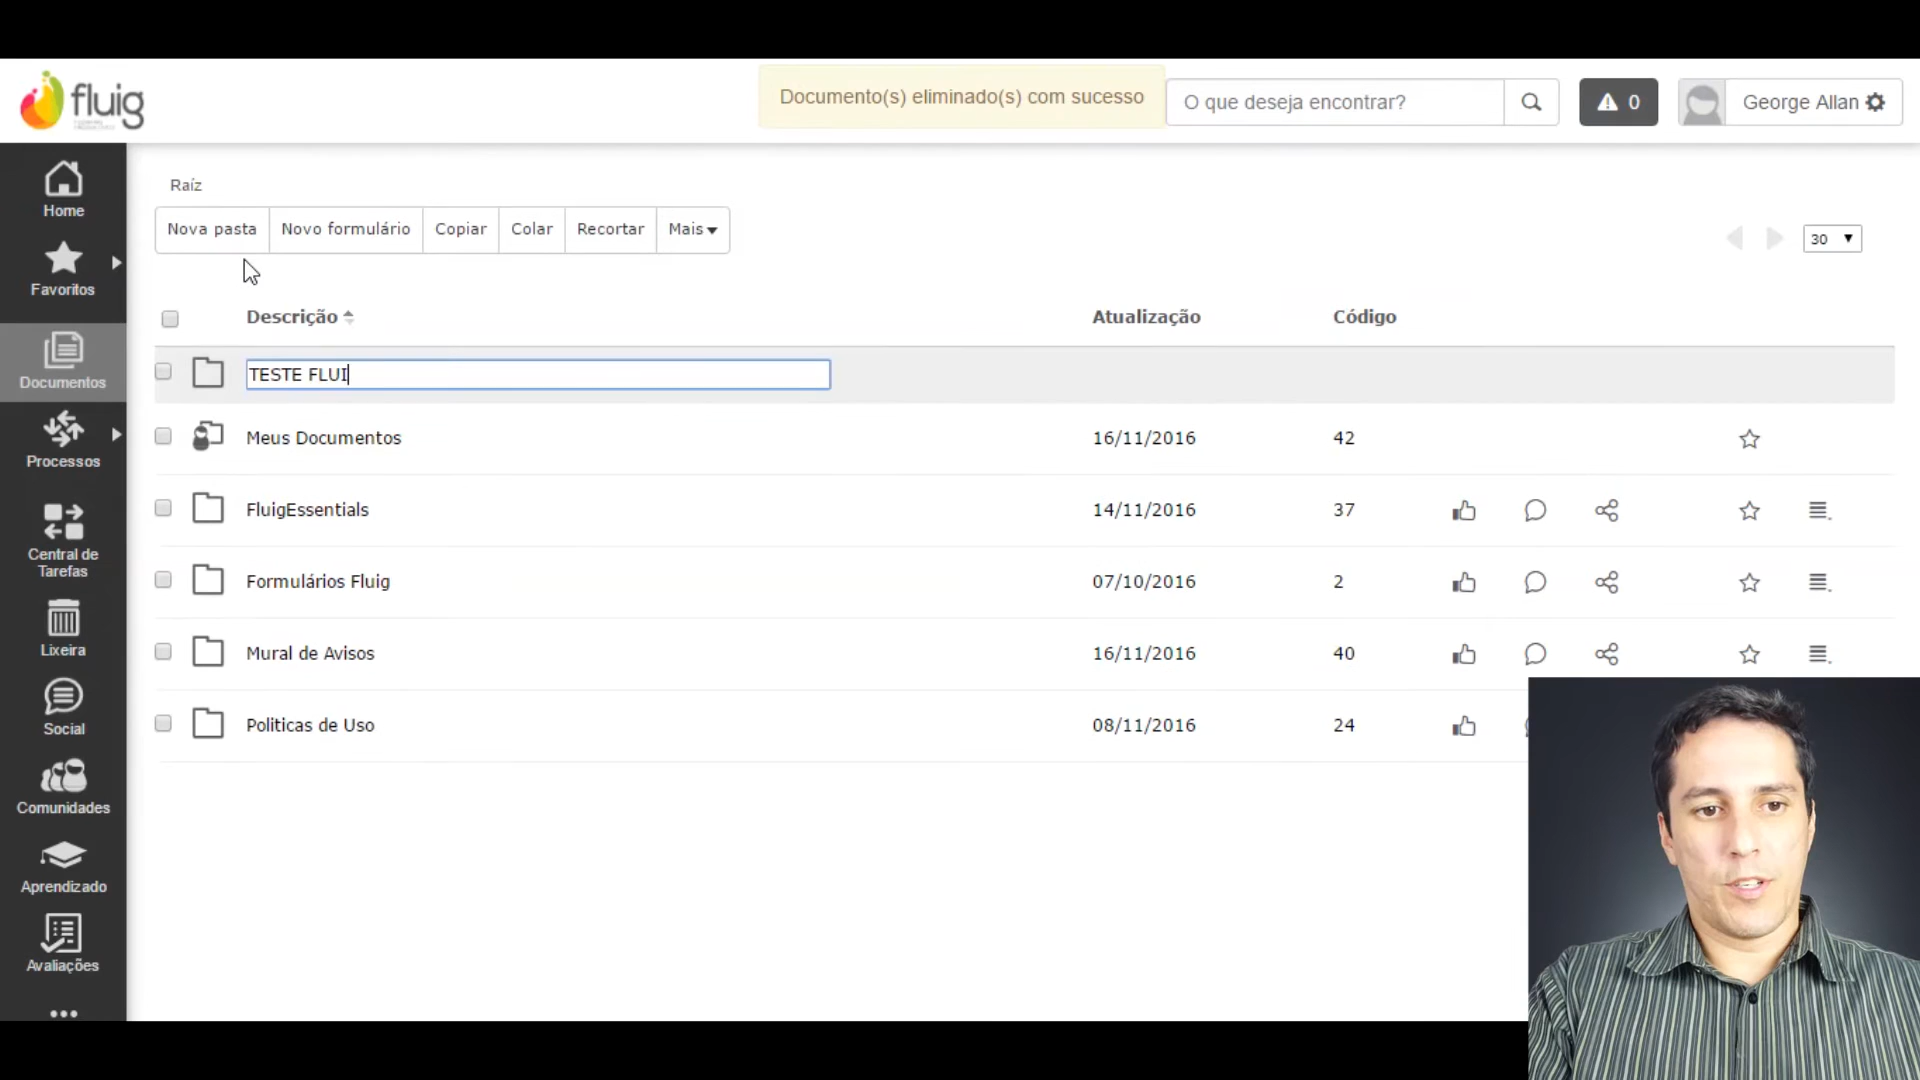 fluig
Documento(s) eliminado(s) com sucesso
O que deseja encontrar?
0
George Allan
Home
Favoritos
Documentos
Processos
Central de
Tarefas
Lixeira
Social
Comunidades
Aprendizado
Avaliações
Raíz
Nova pasta
Novo formulário
Copiar
Colar
Recortar
Mais
30
Descrição
Atualização
Código
TESTE FLUI
Meus Documentos 16/11/2016 42
FluigEssentials 14/11/2016 37
Formulários Fluig 07/10/2016 2
Mural de Avisos 16/11/2016 40
Politicas de Uso 08/11/2016 24